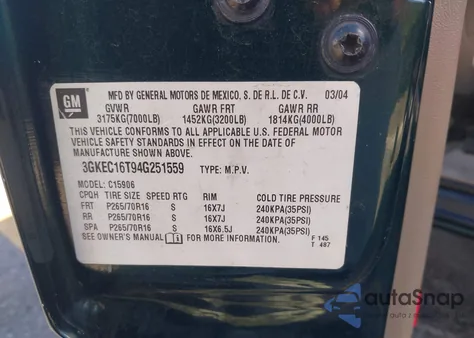 GM
MFD BY GENERAL MOTORS DE MEXICO, S. DE R.L. DE C.V. 03/04
GVWR GAWR FRT GAWR RR
3175KG(7000LB) 1452KG(3200LB) 1814KG(4000LB)
THIS VEHICLE CONFORMS TO ALL APPLICABLE U.S. FEDERAL MOTOR
VEHICLE SAFETY STANDARDS IN EFFECT ON THE DATE OF
MANUFACTURE SHOWN ABOVE.
3GKEC16T94G251559 TYPE: M.P.V.
MODEL: C15906
CPQH TIRE SIZE SPEED RTG RIM COLD TIRE PRESSURE
FRT P265/70R16 S 16X7J 240KPA(35PSI)
RR P265/70R16 S 16X7J 240KPA(35PSI)
SPA P265/70R16 S 16X6.5J 240KPA(35PSI)
SEE OWNER'S MANUAL FOR MORE INFORMATION. F 145
T 487
autaSnap